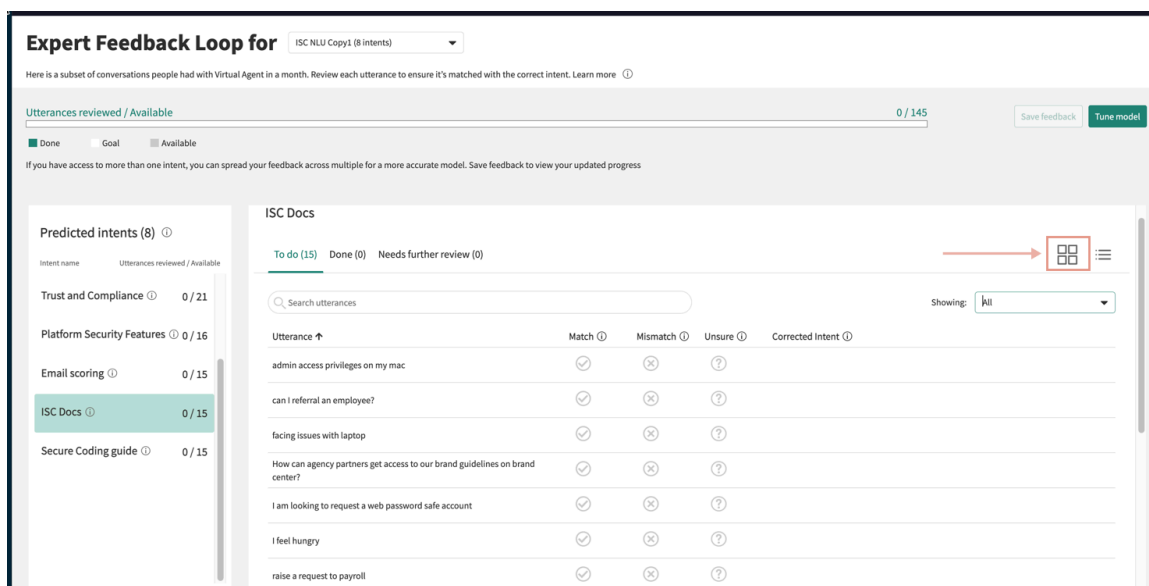 Expert Feedback Loop for ISC NLU Copy1 (8 intents)
Here is a subset of conversations people had with Virtual Agent in a month. Review each utterance to ensure it's matched with the correct intent. Learn more
Utterances reviewed / Available 0 / 145
Save feedback Tune model
Done Goal Available
If you have access to more than one intent, you can spread your feedback across multiple for a more accurate model. Save feedback to view your updated progress
Predicted intents (8)
Intent name Utterances reviewed / Available
Trust and Compliance 0 / 21
Platform Security Features 0 / 16
Email scoring 0 / 15
ISC Docs 0 / 15
Secure Coding guide 0 / 15
ISC Docs
To do (15) Done (0) Needs further review (0)
Search utterances Showing: All
Utterance Match Mismatch Unsure Corrected Intent
admin access privileges on my mac
can I referral an employee?
facing issues with laptop
How can agency partners get access to our brand guidelines on brand
center?
I am looking to request a web password safe account
I feel hungry
raise a request to payroll